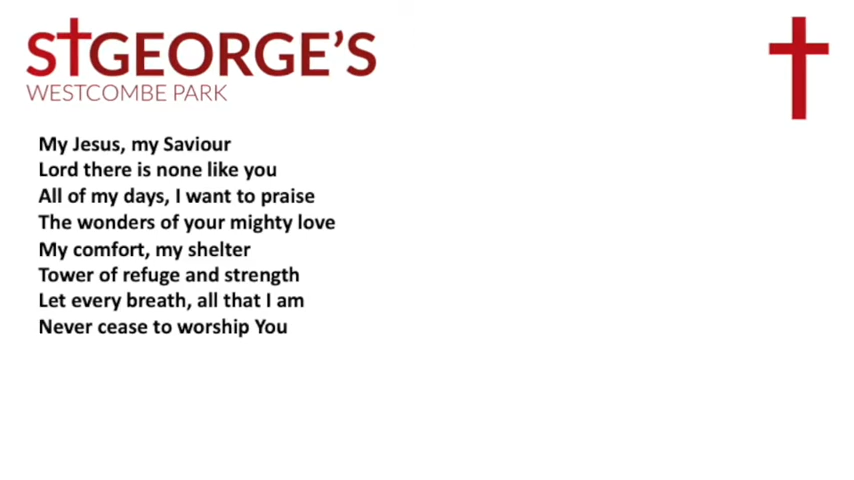 STGEORGE'S
WESTCOMBE PARK
My Jesus, my Saviour
Lord there is none like you
All of my days, I want to praise
The wonders of your mighty love
My comfort, my shelter
Tower of refuge and strength
Let every breath, all that I am
Never cease to worship You